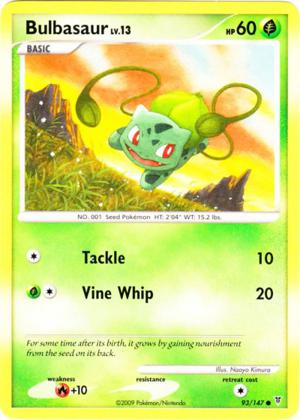 Bulbasaur LV.13 HP 60
BASIC
NO. 001 Seed Pokémon HT: 2'04" WT: 15.2 lbs.
Tackle 10
Vine Whip 20
For some time after its birth, it grows by gaining nourishment
from the seed on its back.
Illus. Naoyo Kimura
weakness resistance retreat cost
+10
©2009 Pokémon/Nintendo 93/147